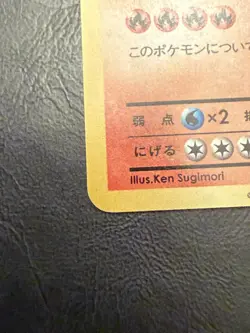 このポケモンについて
弱点 ×2
にげる
illus.Ken Sugimori